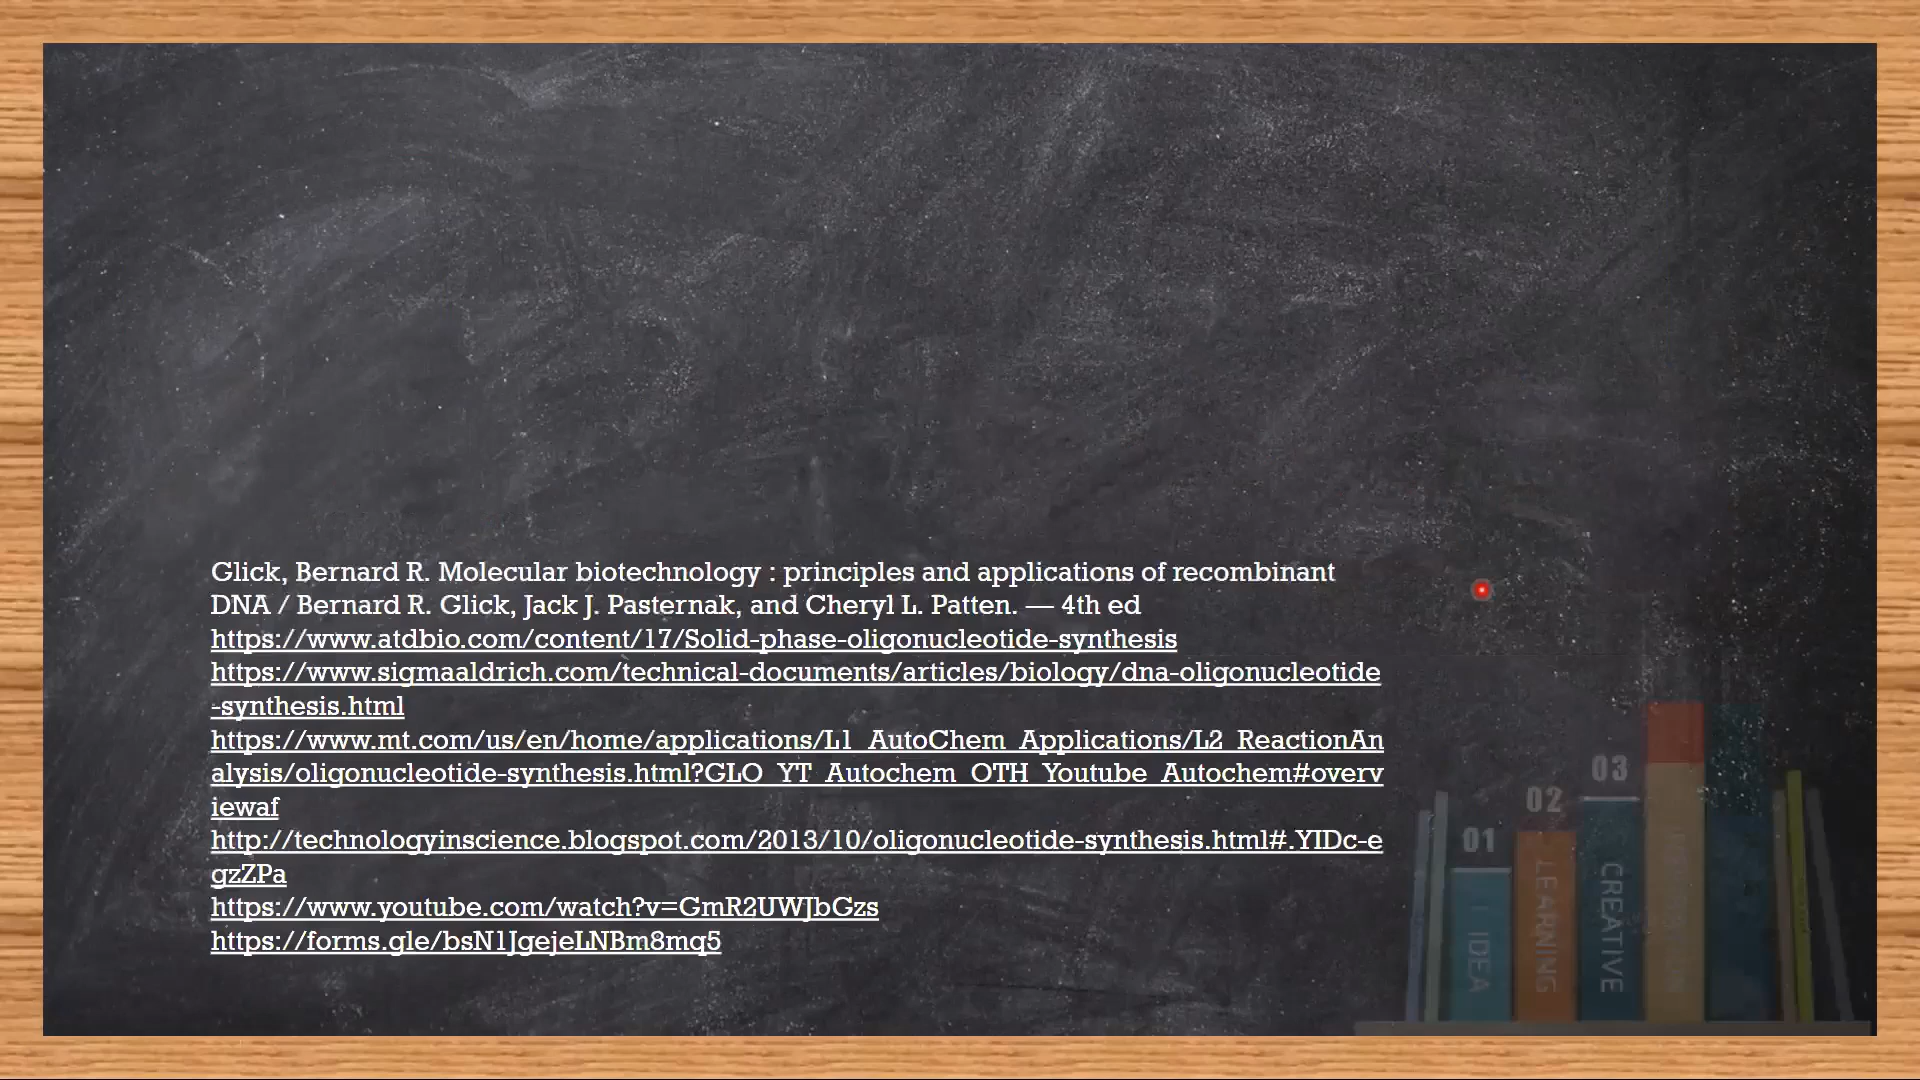 Glick, Bernard R. Molecular biotechnology : principles and applications of recombinant
DNA / Bernard R. Glick, Jack J. Pasternak, and Cheryl L. Patten. — 4th ed
https://www.atdbio.com/content/17/Solid-phase-oligonucleotide-synthesis
https://www.sigmaaldrich.com/technical-documents/articles/biology/dna-oligonucleotide
-synthesis.html
https://www.mt.com/us/en/home/applications/L1_AutoChem_Applications/L2_ReactionAn
alysis/oligonucleotide-synthesis.html?GLO_YT_Autochem_OTH_Youtube_Autochem#overv
iewaf
http://technologyinscience.blogspot.com/2013/10/oligonucleotide-synthesis.html#.YIDc-e
gzZPa
https://www.youtube.com/watch?v=GmR2UWJbGzs
https://forms.gle/bsN1JgejeLNBm8mq5
01
02
03
IDEA
LEARNING
CREATIVE